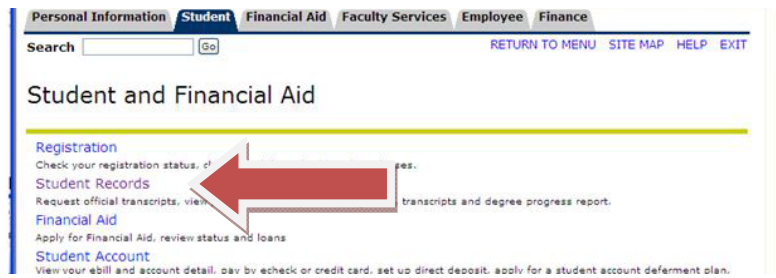 Personal Information Student Financial Aid Faculty Services Employee Finance
Search Go RETURN TO MENU SITE MAP HELP EXIT
Student and Financial Aid
Registration
Check your registration status, ses.
Student Records
Request official transcripts, view transcripts and degree progress report.
Financial Aid
Apply for Financial Aid, review status and loans
Student Account
View your ebill and account detail, pay by echeck or credit card, set up direct deposit, apply for a student account deferment plan.